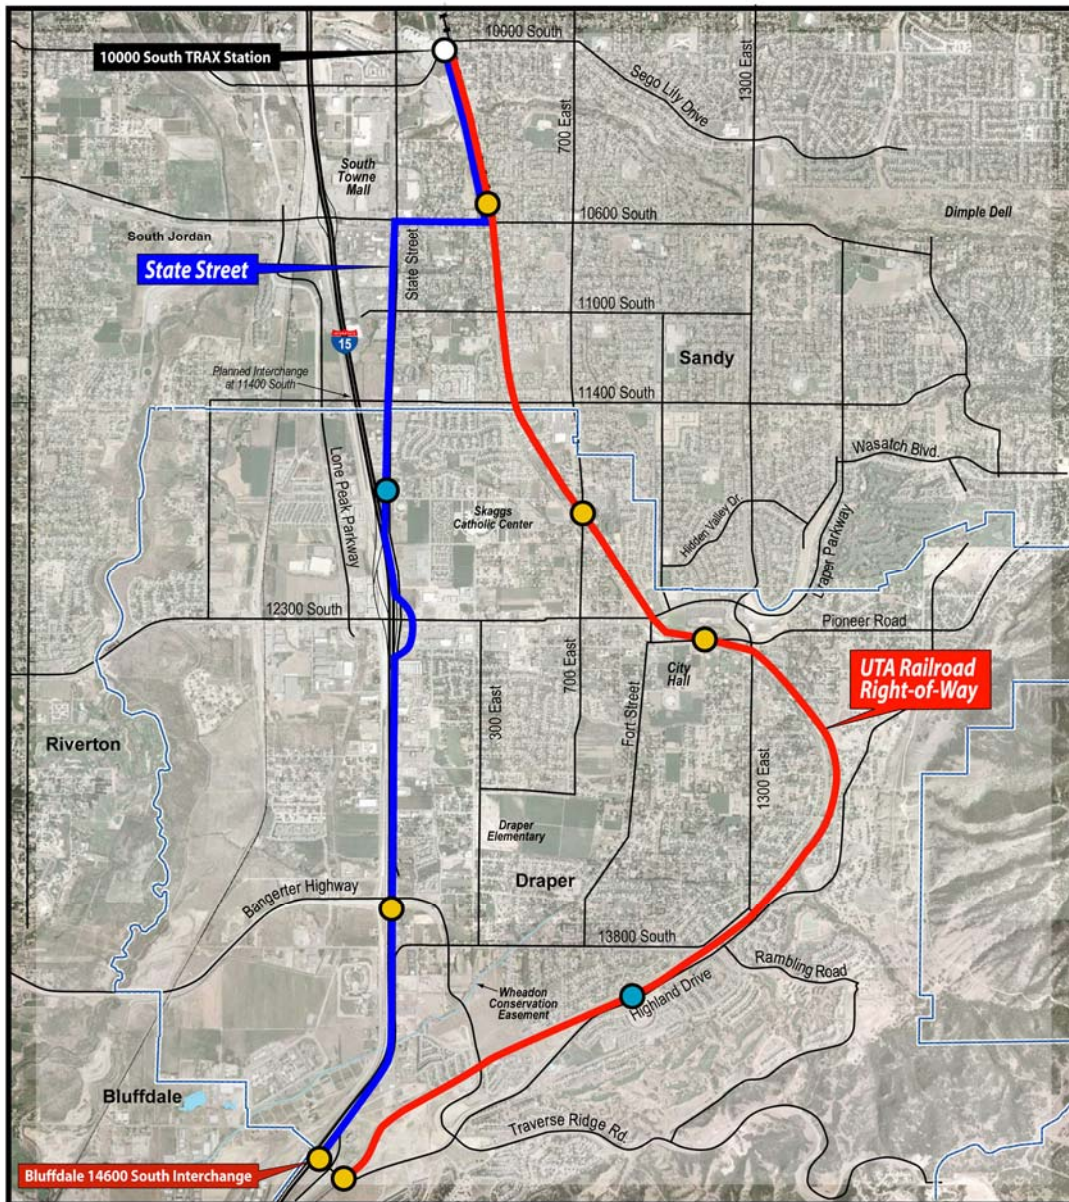 10000 South
10000 South TRAX Station
Sego Lily Drive
1300 East
700 East
South
Towne
Mall
Dimple Dell
10600 South
South Jordan
State Street
State Street
11000 South
INTERSTATE
15
Sandy
Planned Interchange
at 11400 South
11400 South
Wasatch Blvd.
Lone Peak Parkway
Skaggs
Catholic Center
Hidden Valley Dr.
Draper Parkway
12300 South
Pioneer Road
City
Hall
UTA Railroad
Right-of-Way
300 East
700 East
Fort Street
1300 East
Riverton
Draper
Elementary
Draper
Bangerter Highway
13800 South
Rambling Road
Wheadon
Conservation
Easement
Highland Drive
Bluffdale
Traverse Ridge Rd.
Bluffdale 14600 South Interchange